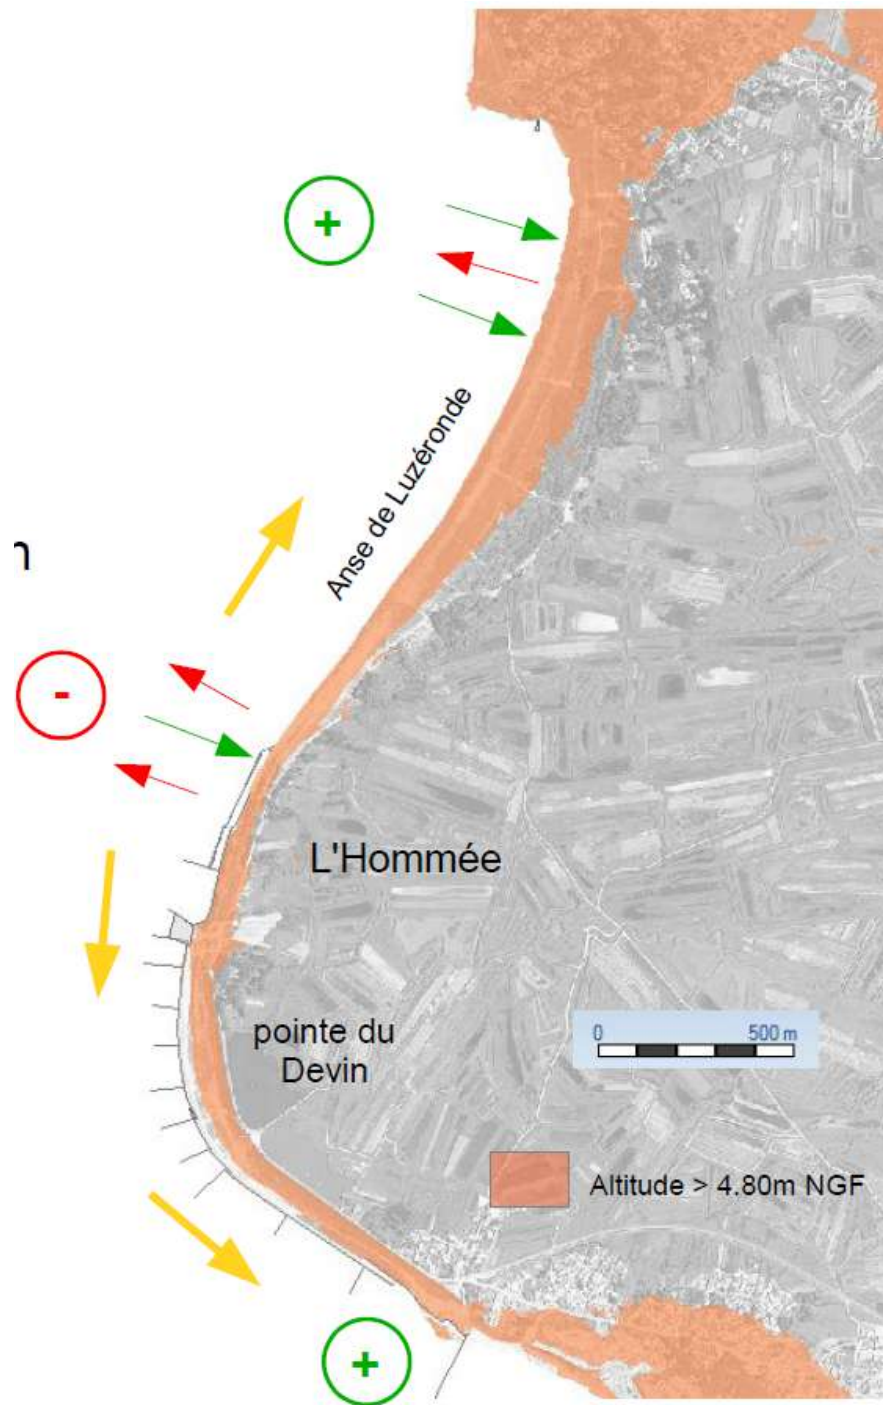 +
Anse de Luzéronde
n
-
L'Hommée
pointe du
Devin
0 500 m
Altitude > 4.80m NGF
+